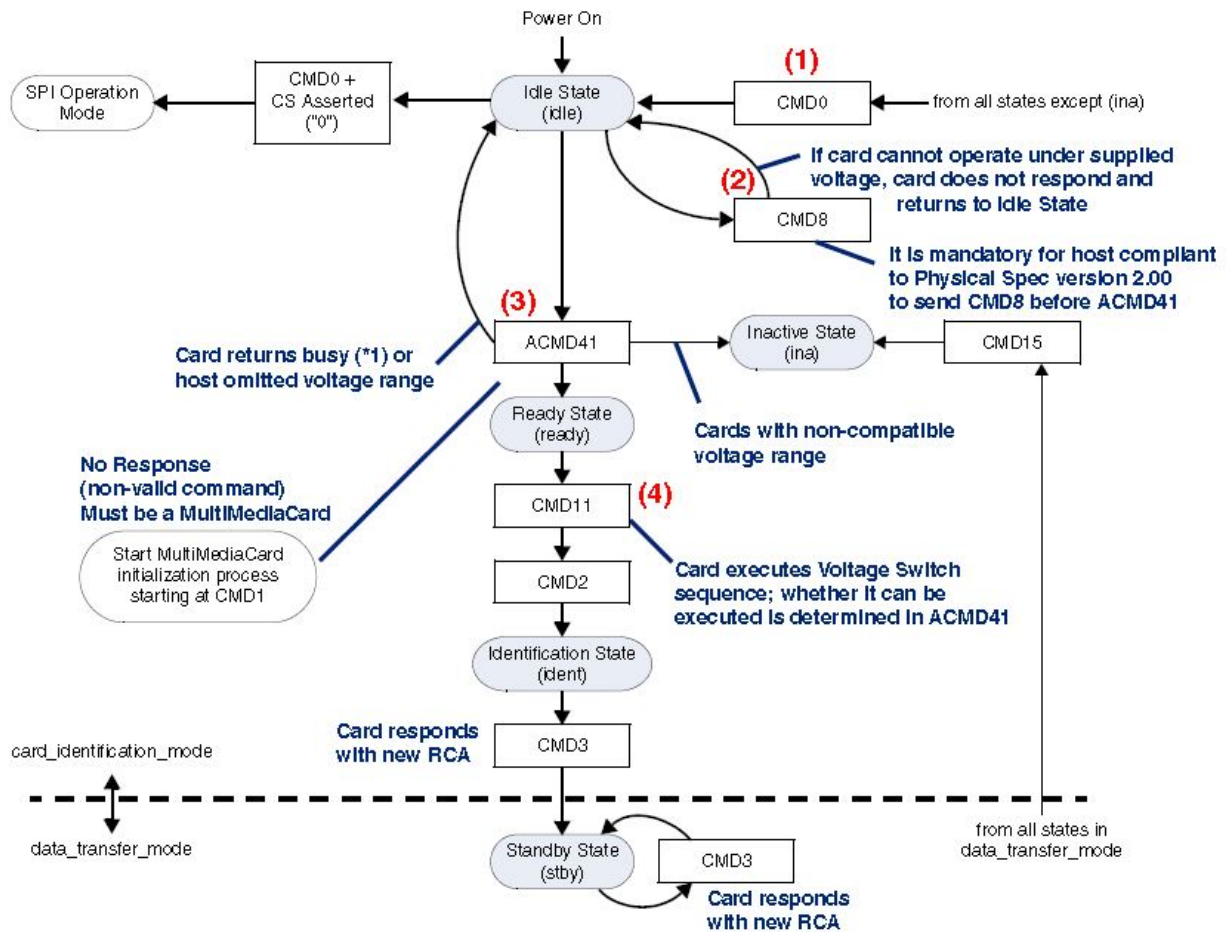 Power On
(1)
SPI Operation
Mode
CMD0 +
CS Asserted
("0")
Idle State
(idle)
CMD0
from all states except (ina)
If card cannot operate under supplied
voltage, card does not respond and
returns to Idle State
(2)
CMD8
It is mandatory for host compliant
to Physical Spec version 2.00
to send CMD8 before ACMD41
(3)
ACMD41
Inactive State
(ina)
CMD15
Card returns busy (*1) or
host omitted voltage range
Ready State
(ready)
Cards with non-compatible
voltage range
No Response
(non-valid command)
Must be a MultiMediaCard
CMD11
(4)
Start MultiMediaCard
initialization process
starting at CMD1
CMD2
Card executes Voltage Switch
sequence; whether it can be
executed is determined in ACMD41
Identification State
(ident)
Card responds
with new RCA
CMD3
card_identification_mode
data_transfer_mode
from all states in
data_transfer_mode
Standby State
(stby)
CMD3
Card responds
with new RCA